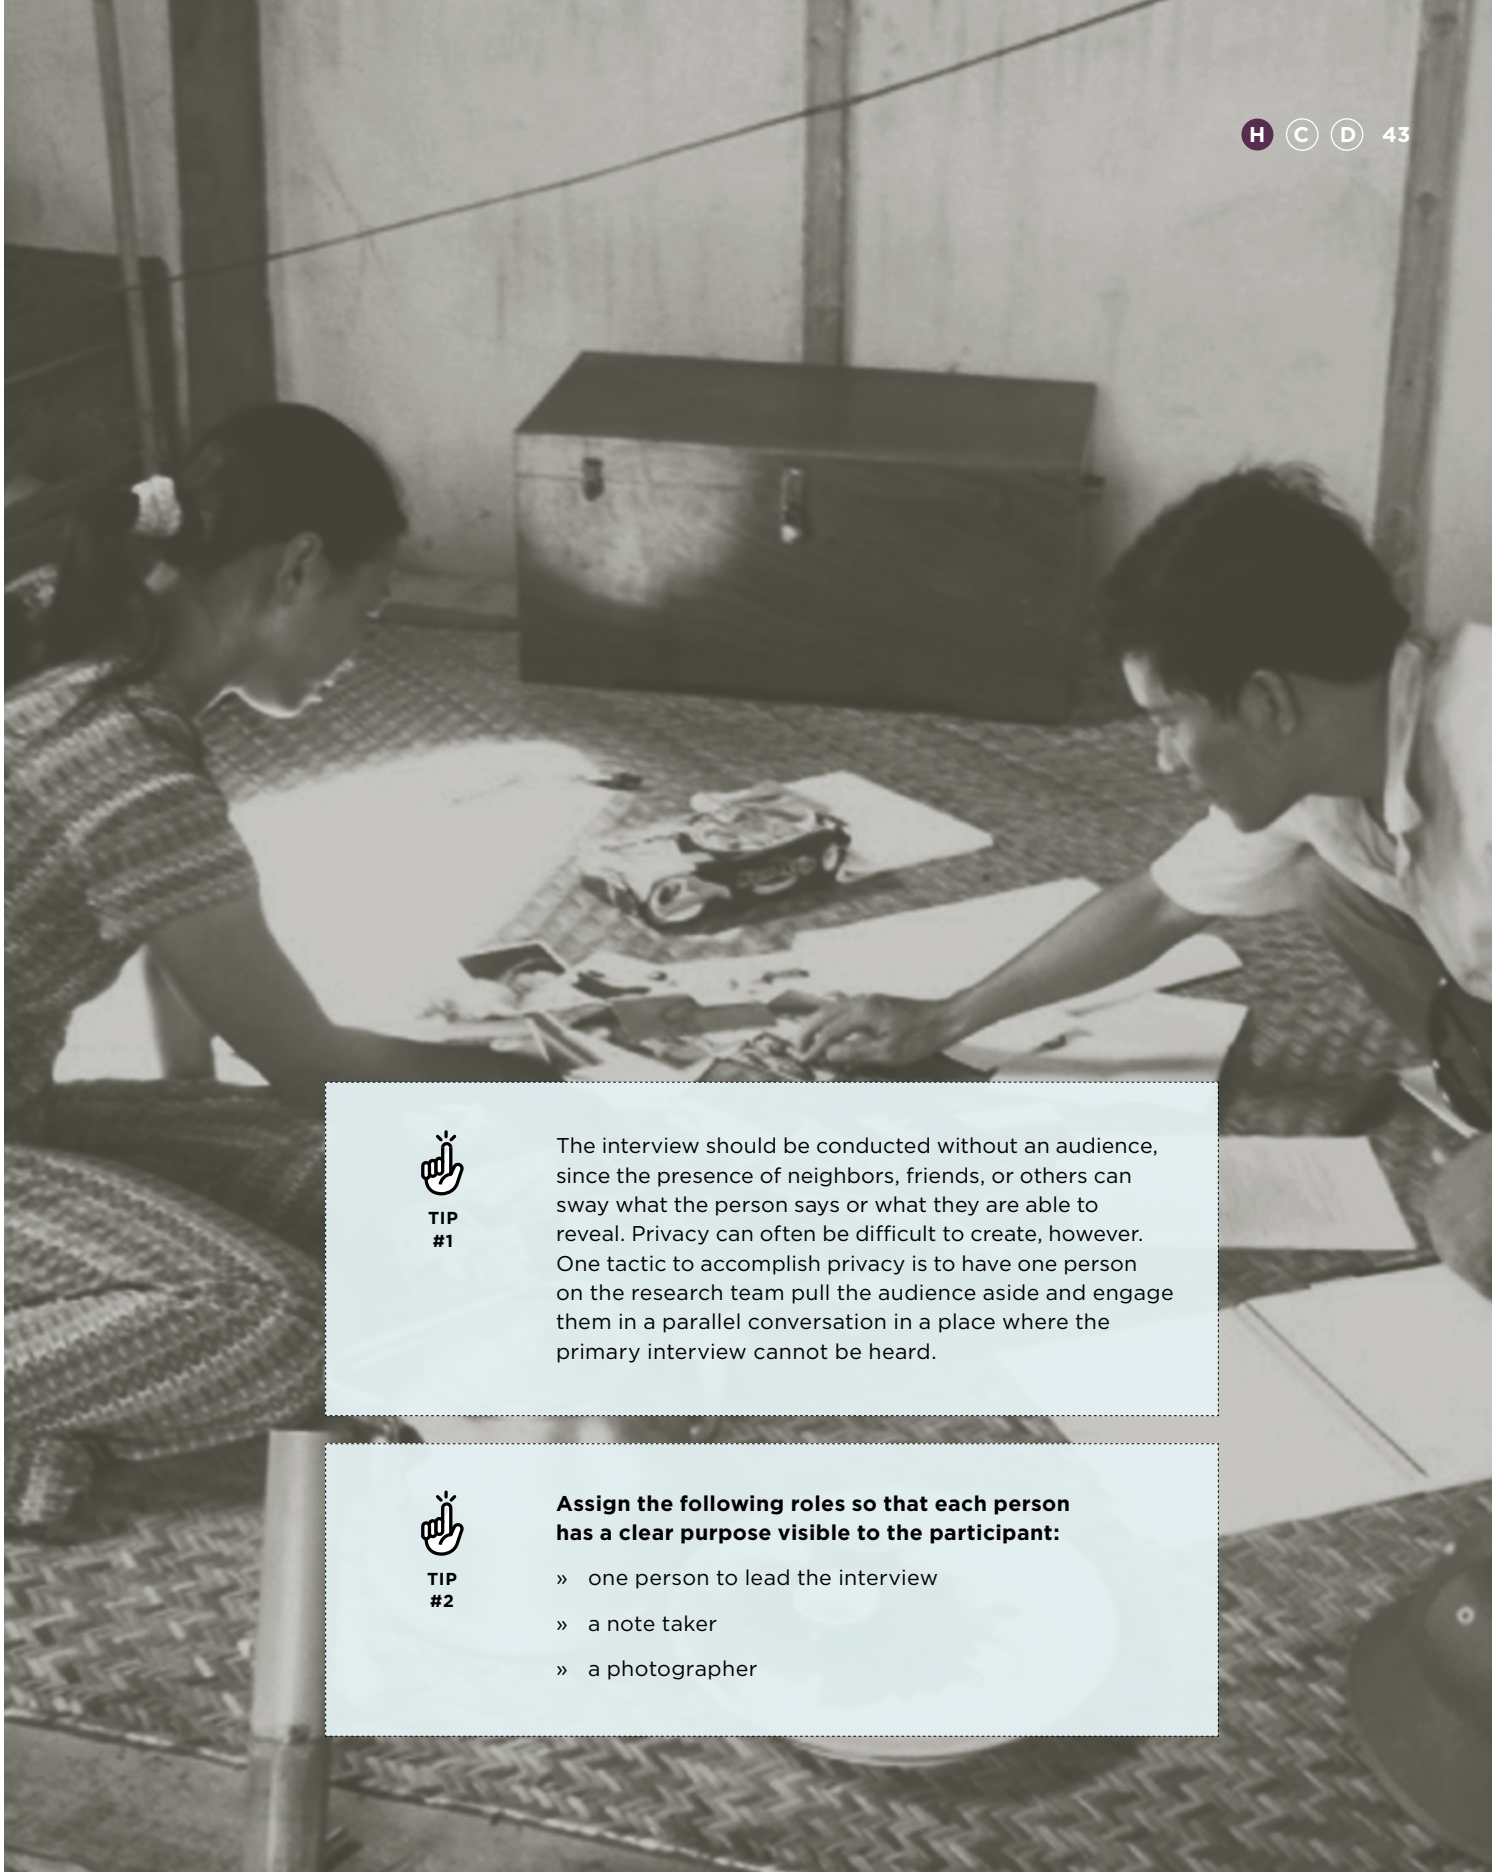 H C D 43
The interview should be conducted without an audience,
since the presence of neighbors, friends, or others can
sway what the person says or what they are able to
reveal. Privacy can often be difficult to create, however.
One tactic to accomplish privacy is to have one person
on the research team pull the audience aside and engage
them in a parallel conversation in a place where the
primary interview cannot be heard.
TIP
#1
Assign the following roles so that each person
has a clear purpose visible to the participant:
» one person to lead the interview
» a note taker
» a photographer
TIP
#2